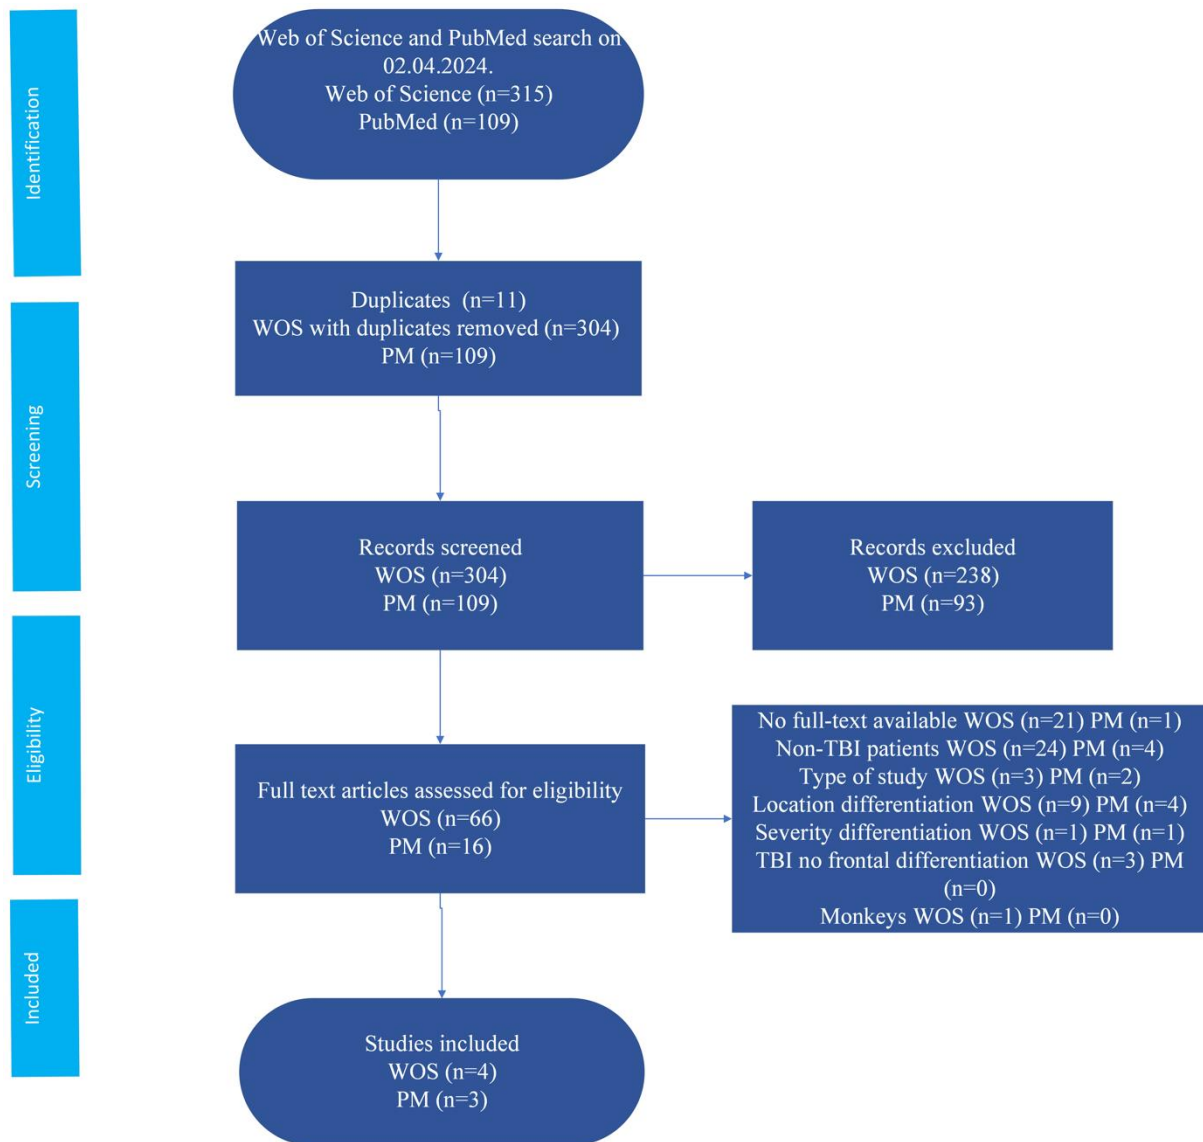 Identification
Web of Science and PubMed search on
02.04.2024.
Web of Science (n=315)
PubMed (n=109)
Screening
Duplicates  (n=11)
WOS with duplicates removed (n=304)
PM (n=109)
Records screened
WOS (n=304)
PM (n=109)
Records excluded
WOS (n=238)
PM (n=93)
Eligibility
Full text articles assessed for eligibility
WOS (n=66)
PM (n=16)
No full-text available WOS (n=21) PM (n=1)
Non-TBI patients WOS (n=24) PM (n=4)
Type of study WOS (n=3) PM (n=2)
Location differentiation WOS (n=9) PM (n=4)
Severity differentiation WOS (n=1) PM (n=1)
TBI no frontal differentiation WOS (n=3) PM
(n=0)
Monkeys WOS (n=1) PM (n=0)
Included
Studies included
WOS (n=4)
PM (n=3)